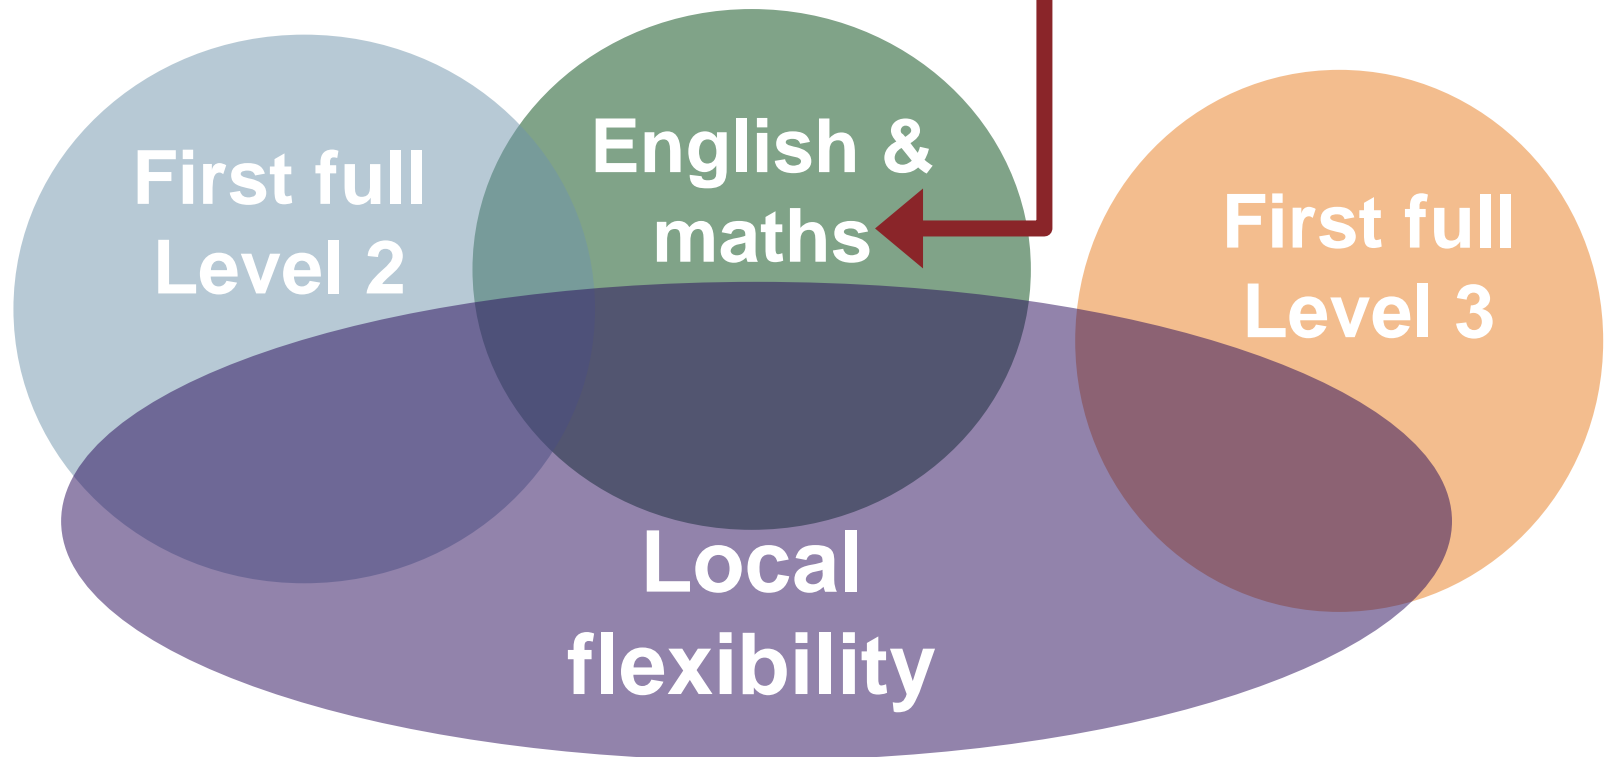 First full
Level 2
English &
maths
First full
Level 3
Local
flexibility